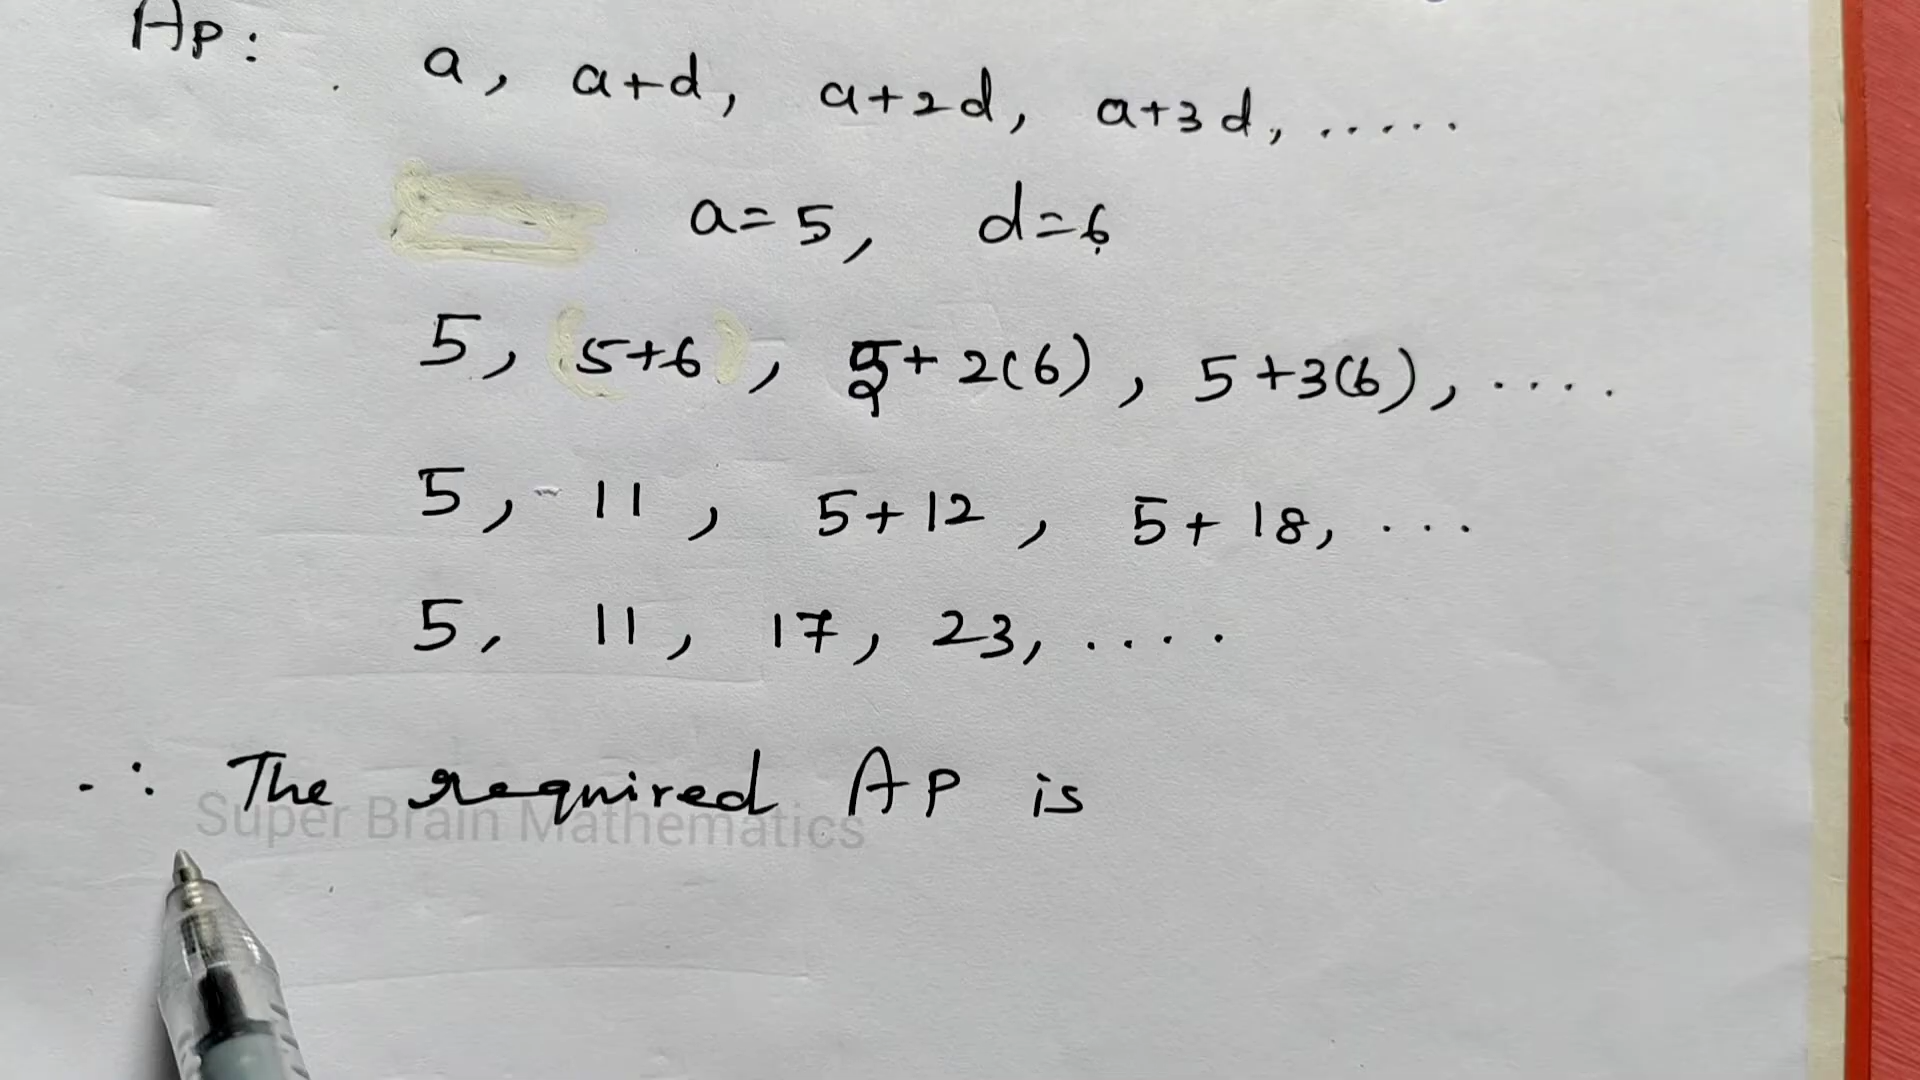 AP: a, a+d, a+2d, a+3d, .....
a=5, d=6
5, 5+6, 5+2(6), 5+3(6), ....
5, 11, 5+12, 5+18, ...
5, 11, 17, 23, ....
∴ The required AP is
Super Brain Mathematics